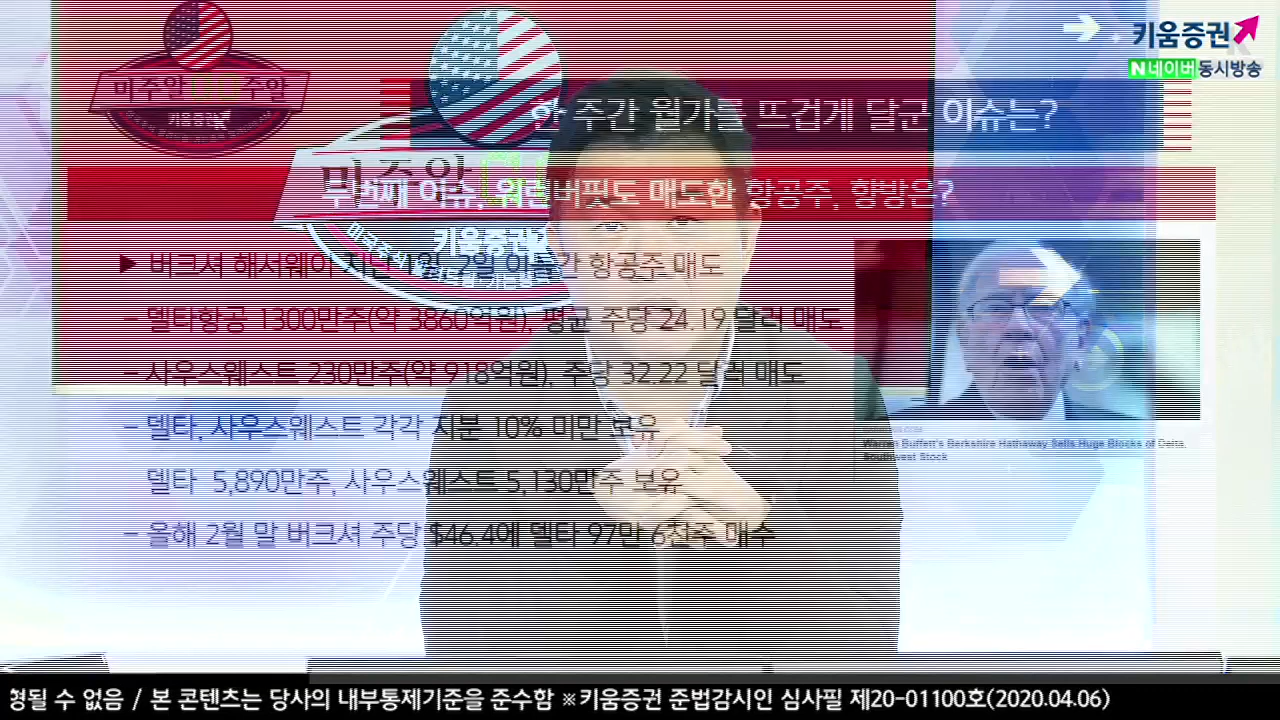 키움증권
N 네이버 동시방송
미주알 주알
키움증권
한 주간 월가를 뜨겁게 달군 이슈는?
미주알
두번째 이슈, 워런버핏도 매도한 항공주, 향방은?
키움증권
▶ 버크셔 해서웨이 지난 1일, 2일 이틀간 항공주 매도
- 델타항공 1300만주(약 3860억원), 평균 주당 24.19 달러 매도
- 사우스웨스트 230만주(약 918억원), 주당 32.22 달러 매도
- 델타, 사우스웨스트 각각 지분 10% 미만 보유
델타 5,890만주, 사우스웨스트 5,130만주 보유
- 올해 2월 말 버크셔 주당 $46.4에 델타 97만 6천주 매수
Warren Buffett's Berkshire Hathaway Sells Huge Blocks of Delta,
Southwest Stock
형될 수 없음 / 본 콘텐츠는 당사의 내부통제기준을 준수함 ※키움증권 준법감시인 심사필 제20-01100호(2020.04.06)